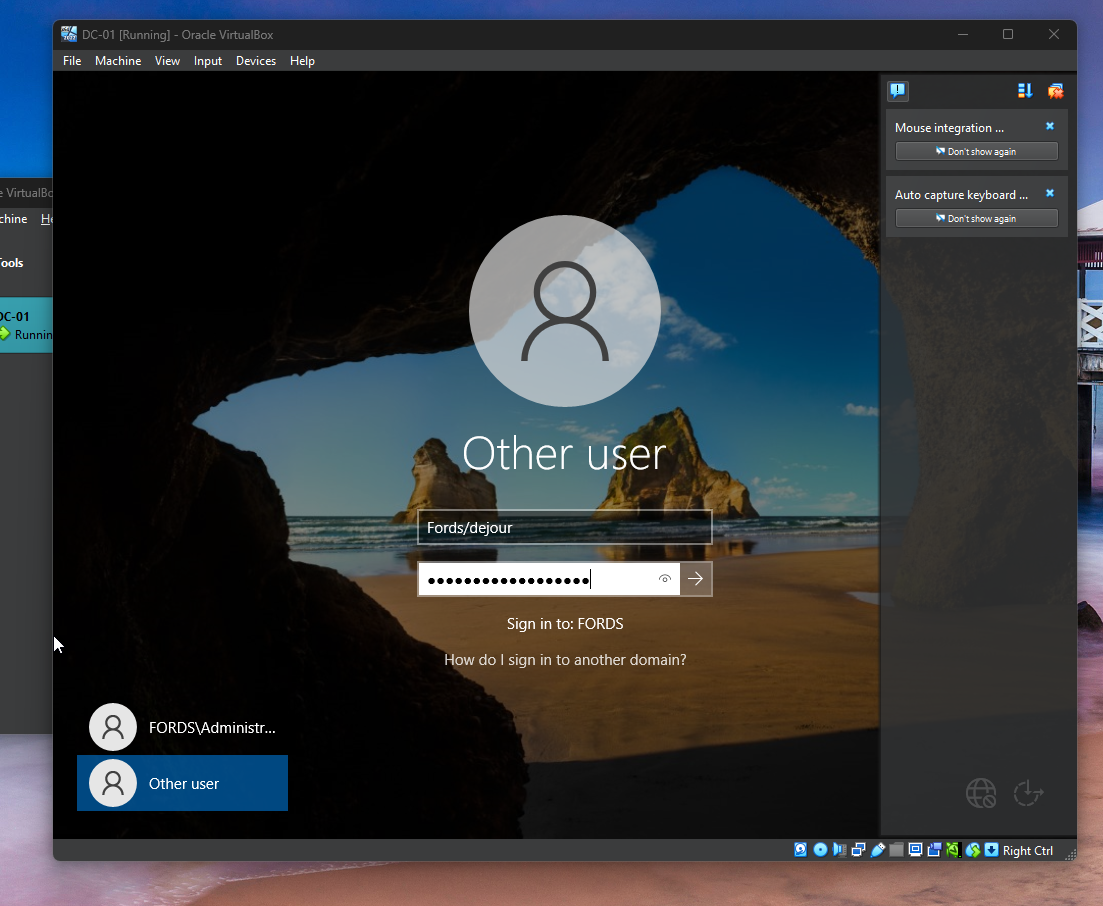 DC-01 [Running] - Oracle VirtualBox
File Machine View Input Devices Help
Mouse integration ...
Don't show again
Auto capture keyboard ...
Don't show again
e VirtualBo
chine He
Tools
DC-01
Runnin
Other user
Fords/dejour
Sign in to: FORDS
How do I sign in to another domain?
FORDS\Administr...
Other user
Right Ctrl